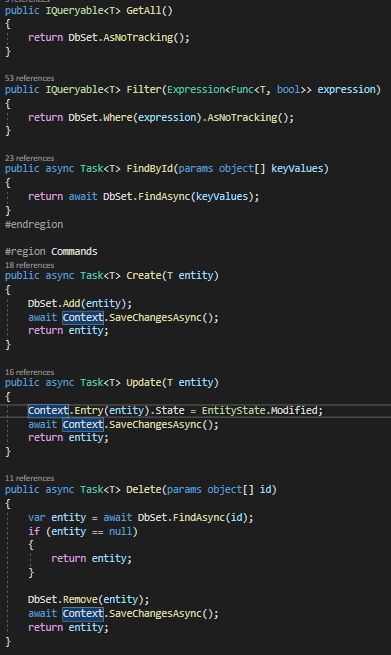 public IQueryable<T> GetAll()
{
return DbSet.AsNoTracking();
}
53 references
public IQueryable<T> Filter(Expression<Func<T, bool>> expression)
{
return DbSet.Where(expression).AsNoTracking();
}
23 references
public async Task<T> FindById(params object[] keyValues)
{
return await DbSet.FindAsync(keyValues);
}
#endregion
#region Commands
18 references
public async Task<T> Create(T entity)
{
DbSet.Add(entity);
await Context.SaveChangesAsync();
return entity;
}
16 references
public async Task<T> Update(T entity)
{
Context.Entry(entity).State = EntityState.Modified;
await Context.SaveChangesAsync();
return entity;
}
11 references
public async Task<T> Delete(params object[] id)
{
var entity = await DbSet.FindAsync(id);
if (entity == null)
{
return entity;
}
DbSet.Remove(entity);
await Context.SaveChangesAsync();
return entity;
}